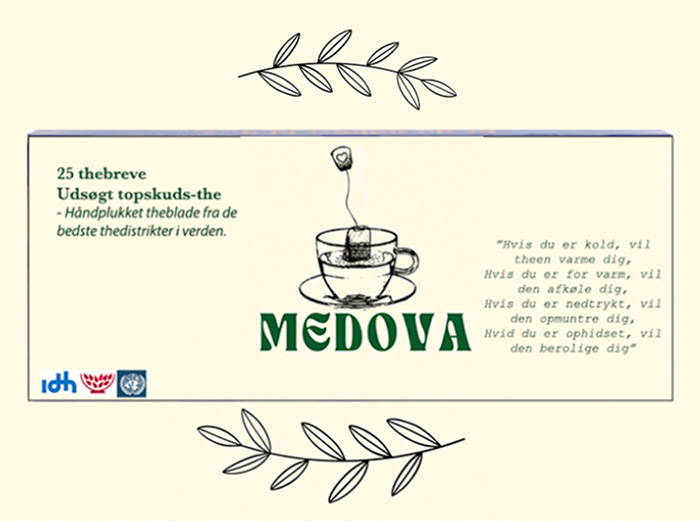 25 thebreve
Udsøgt topskuds-the
- Håndplukket theblade fra de
bedste thedistrikter i verden.
MEDOVA
”Hvis du er kold, vil
theen varme dig,
Hvis du er for varm, vil
den afkøle dig,
Hvis du er nedtrykt, vil
den opmuntre dig,
Hvid du er ophidset, vil
den berolige dig”
idh